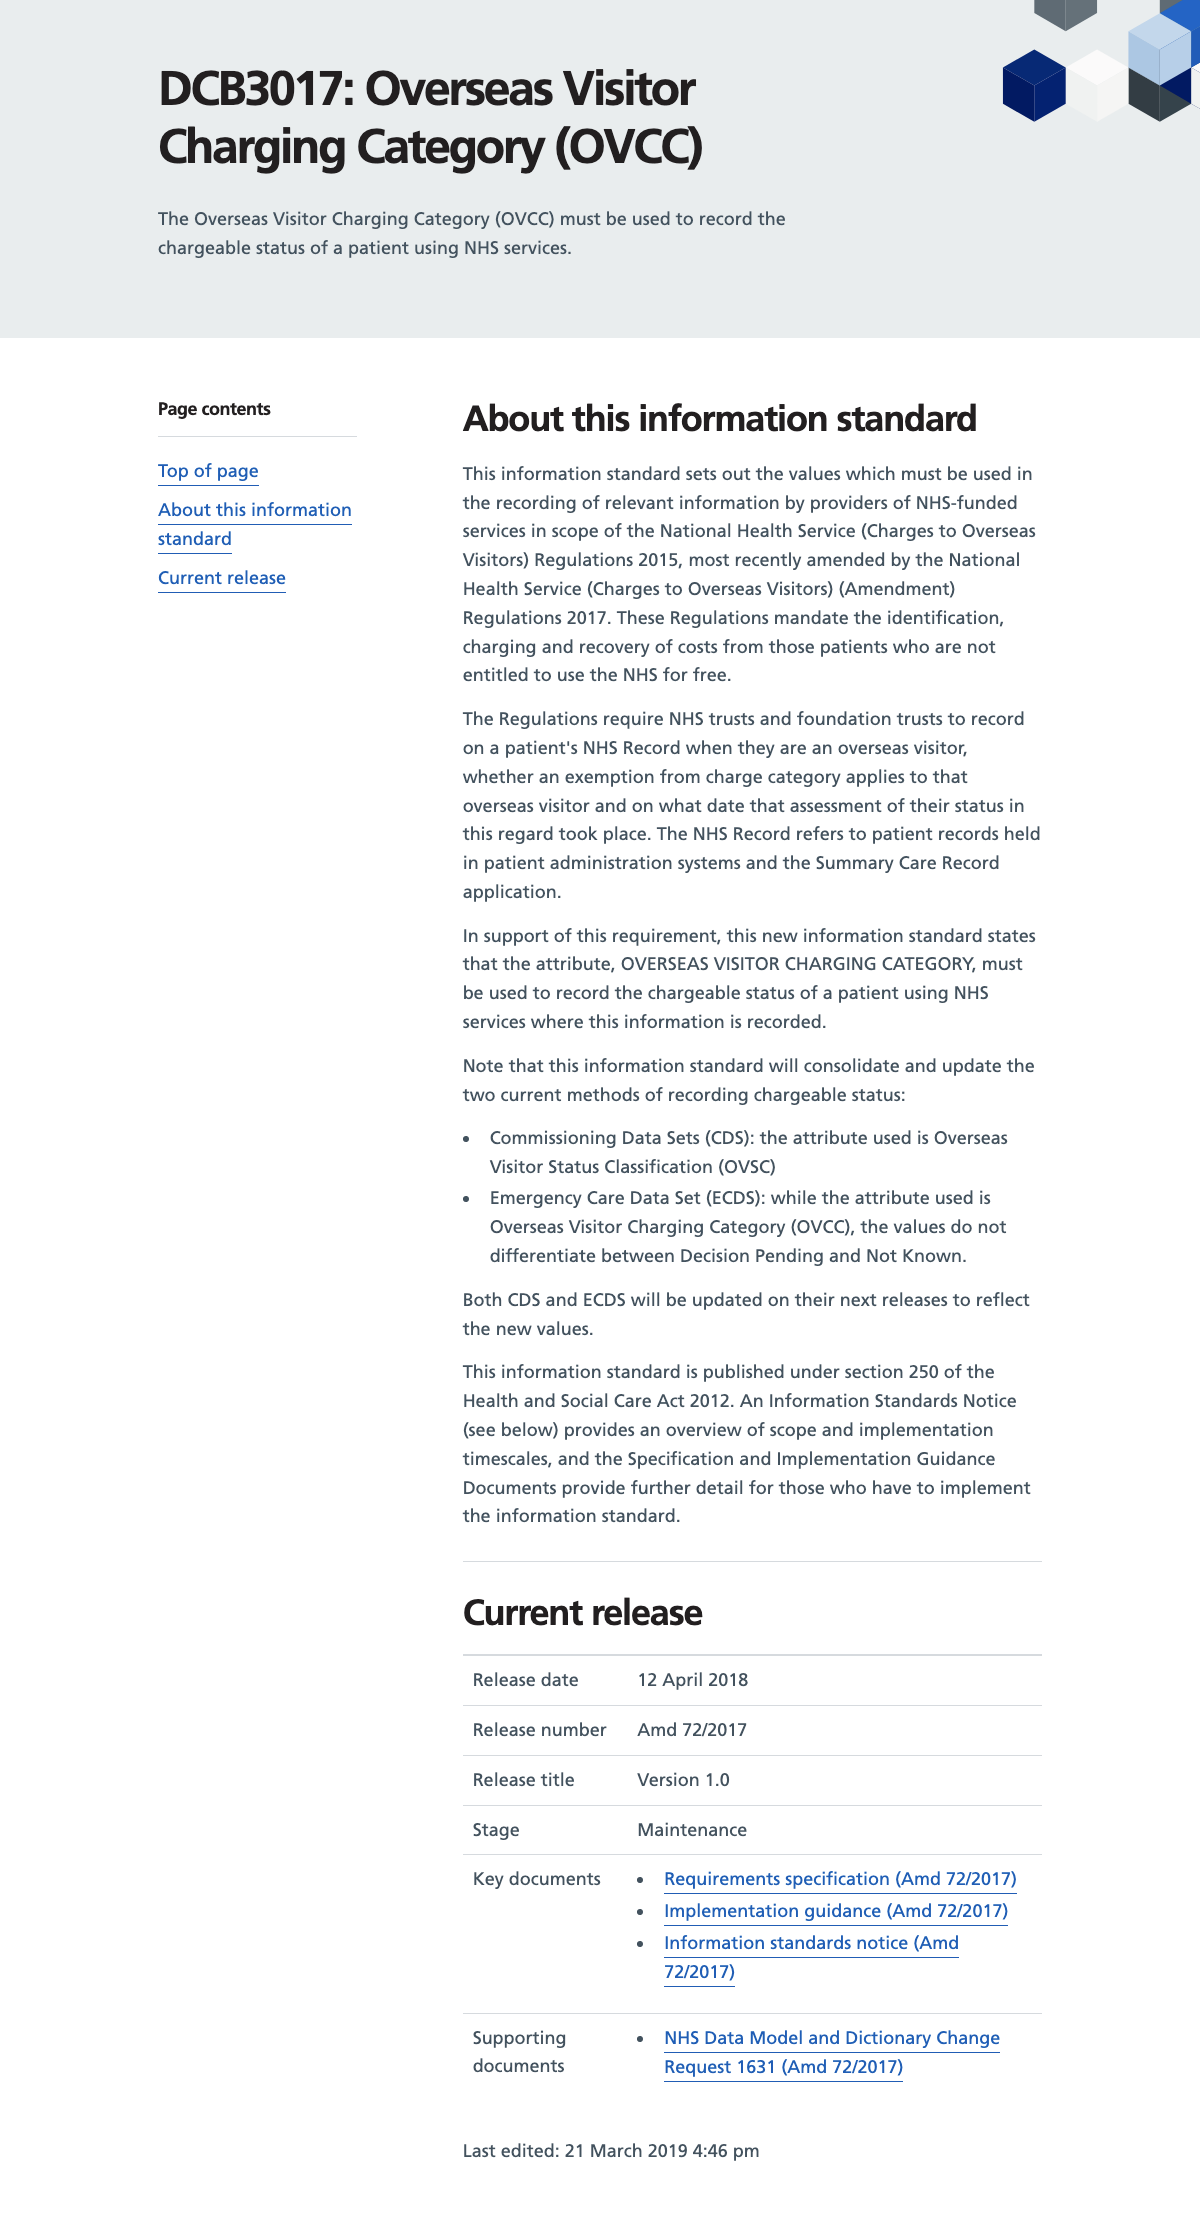 DCB3017: Overseas Visitor
Charging Category (OVCC)
The Overseas Visitor Charging Category (OVCC) must be used to record the
chargeable status of a patient using NHS services.
Page contents
Top of page
About this information
standard
Current release
About this information standard
This information standard sets out the values which must be used in
the recording of relevant information by providers of NHS-funded
services in scope of the National Health Service (Charges to Overseas
Visitors) Regulations 2015, most recently amended by the National
Health Service (Charges to Overseas Visitors) (Amendment)
Regulations 2017. These Regulations mandate the identification,
charging and recovery of costs from those patients who are not
entitled to use the NHS for free.
The Regulations require NHS trusts and foundation trusts to record
on a patient's NHS Record when they are an overseas visitor,
whether an exemption from charge category applies to that
overseas visitor and on what date that assessment of their status in
this regard took place. The NHS Record refers to patient records held
in patient administration systems and the Summary Care Record
application.
In support of this requirement, this new information standard states
that the attribute, OVERSEAS VISITOR CHARGING CATEGORY, must
be used to record the chargeable status of a patient using NHS
services where this information is recorded.
Note that this information standard will consolidate and update the
two current methods of recording chargeable status:
• Commissioning Data Sets (CDS): the attribute used is Overseas
Visitor Status Classification (OVSC)
• Emergency Care Data Set (ECDS): while the attribute used is
Overseas Visitor Charging Category (OVCC), the values do not
differentiate between Decision Pending and Not Known.
Both CDS and ECDS will be updated on their next releases to reflect
the new values.
This information standard is published under section 250 of the
Health and Social Care Act 2012. An Information Standards Notice
(see below) provides an overview of scope and implementation
timescales, and the Specification and Implementation Guidance
Documents provide further detail for those who have to implement
the information standard.
Current release
Release date 12 April 2018
Release number Amd 72/2017
Release title Version 1.0
Stage Maintenance
Key documents • Requirements specification (Amd 72/2017)
• Implementation guidance (Amd 72/2017)
• Information standards notice (Amd
72/2017)
Supporting • NHS Data Model and Dictionary Change
documents Request 1631 (Amd 72/2017)
Last edited: 21 March 2019 4:46 pm